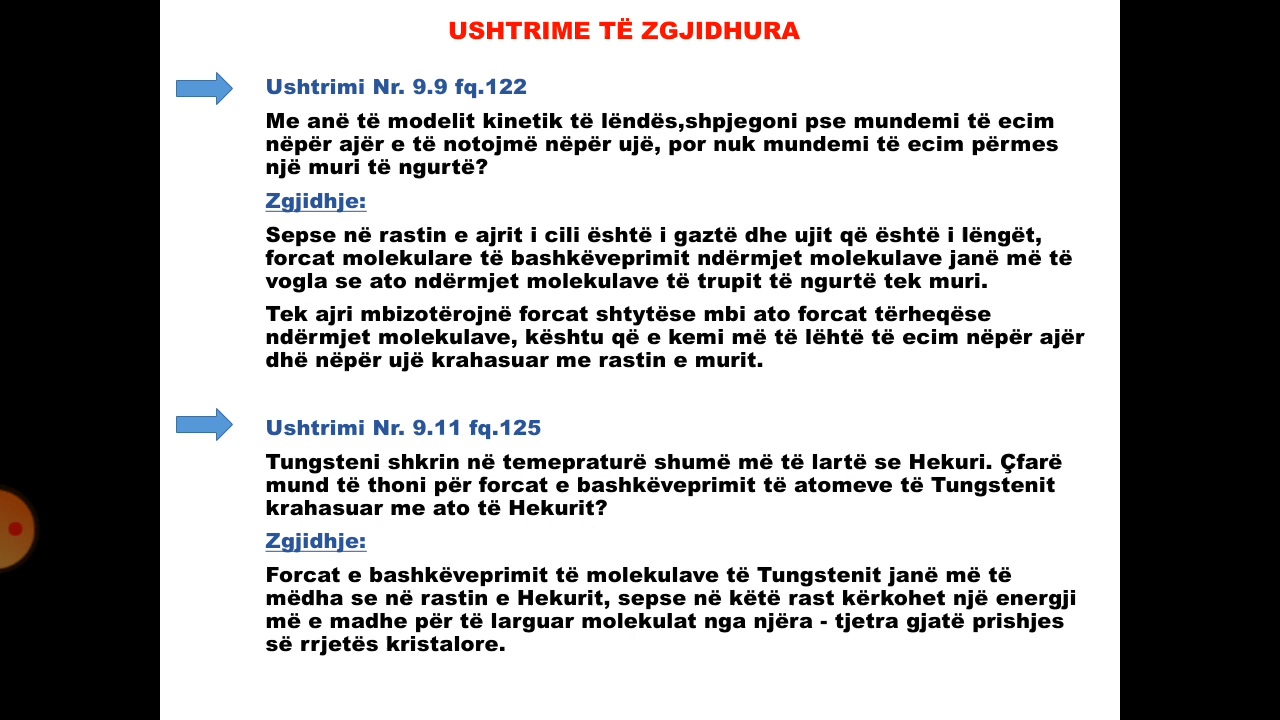 USHTRIME TË ZGJIDHURA
Ushtrimi Nr. 9.9 fq.122
Me anë të modelit kinetik të lëndës,shpjegoni pse mundemi të ecim
nëpër ajër e të notojmë nëpër ujë, por nuk mundemi të ecim përmes
një muri të ngurtë?
Zgjidhje:
Sepse në rastin e ajrit i cili është i gaztë dhe ujit që është i lëngët,
forcat molekulare të bashkëveprimit ndërmjet molekulave janë më të
vogla se ato ndërmjet molekulave të trupit të ngurtë tek muri.
Tek ajri mbizotërojnë forcat shtytëse mbi ato forcat tërheqëse
ndërmjet molekulave, kështu që e kemi më të lëhtë të ecim nëpër ajër
dhë nëpër ujë krahasuar me rastin e murit.
Ushtrimi Nr. 9.11 fq.125
Tungsteni shkrin në temepraturë shumë më të lartë se Hekuri. Çfarë
mund të thoni për forcat e bashkëveprimit të atomeve të Tungstenit
krahasuar me ato të Hekurit?
Zgjidhje:
Forcat e bashkëveprimit të molekulave të Tungstenit janë më të
mëdha se në rastin e Hekurit, sepse në këtë rast kërkohet një energji
më e madhe për të larguar molekulat nga njëra - tjetra gjatë prishjes
së rrjetës kristalore.